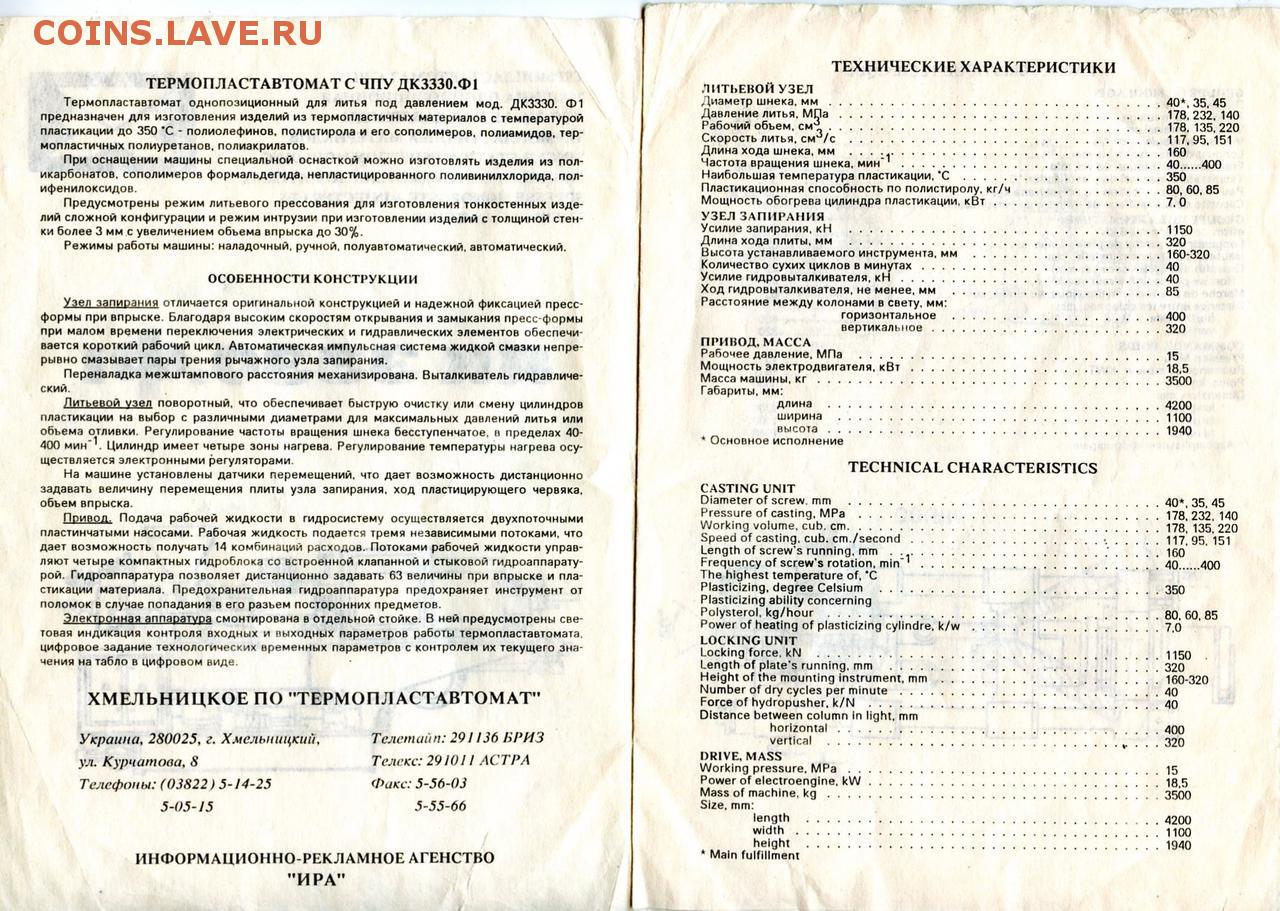 COINS.LAVE.RU
ТЕРМОПЛАСТАВТОМАТ С ЧПУ ДК3330.Ф1
Термопластавтомат однопозиционный для литья под давлением мод. ДК3330. Ф1
предназначен для изготовления изделий из термопластичных материалов с температурой
пластикации до 350 °С - полиолефинов, полистирола и его сополимеров, полиамидов, тер-
мопластичных полиуретанов, полиакрилатов.
При оснащении машины специальной оснасткой можно изготовлять изделия из пол-
икарбонатов, сополимеров формальдегида, непластицированного поливинилхлорида, пол-
ифенилоксидов.
Предусмотрены режим литьевого прессования для изготовления тонкостенных изде-
лий сложной конфигурации и режим интрузии при изготовлении изделий с толщиной стен-
ки более 3 мм с увеличением объема впрыска до 30%.
Режимы работы машины: наладочный, ручной, полуавтоматический, автоматический.
ОСОБЕННОСТИ КОНСТРУКЦИИ
Узел запирания отличается оригинальной конструкцией и надежной фиксацией пресс-
формы при впрыске. Благодаря высоким скоростям открывания и замыкания пресс-формы
при малом времени переключения электрических и гидравлических элементов обеспечи-
вается короткий рабочий цикл. Автоматическая импульсная система жидкой смазки непре-
рывно смазывает пары трения рычажного узла запирания.
Переналадка межштампового расстояния механизирована. Выталкиватель гидравличе-
ский.
Литьевой узел поворотный, что обеспечивает быструю очистку или смену цилиндров
пластикации на выбор с различными диаметрами для максимальных давлений литья или
объема отливки. Регулирование частоты вращения шнека бесступенчатое, в пределах 40-
400 мин⁻¹. Цилиндр имеет четыре зоны нагрева. Регулирование температуры нагрева осу-
ществляется электронными регуляторами.
На машине установлены датчики перемещений, что дает возможность дистанционно
задавать величину перемещения плиты узла запирания, ход пластицирующего червяка,
объем впрыска.
Привод. Подача рабочей жидкости в гидросистему осуществляется двухпоточными
пластинчатыми насосами. Рабочая жидкость подается тремя независимыми потоками, что
дает возможность получать 14 комбинаций расходов. Потоками рабочей жидкости управ-
ляют четыре компактных гидроблока со встроенной клапанной и стыковой гидроаппарату-
рой. Гидроаппаратура позволяет дистанционно задавать 63 величины при впрыске и пла-
стикации материала. Предохранительная гидроаппаратура предохраняет инструмент от
поломок в случае попадания в его разъем посторонних предметов.
Электронная аппаратура смонтирована в отдельной стойке. В ней предусмотрены све-
товая индикация контроля входных и выходных параметров работы термопластавтомата,
цифровое задание технологических временных параметров с контролем их текущего зна-
чения на табло в цифровом виде.
ХМЕЛЬНИЦКОЕ ПО "ТЕРМОПЛАСТАВТОМАТ"
Украина, 280025, г. Хмельницкий,
ул. Курчатова, 8
Телефоны: (03822) 5-14-25
5-05-15
Телетайп: 291136 БРИЗ
Телекс: 291011 АСТРА
Факс: 5-56-03
5-55-66
ИНФОРМАЦИОННО-РЕКЛАМНОЕ АГЕНСТВО
"ИРА"
ТЕХНИЧЕСКИЕ ХАРАКТЕРИСТИКИ
ЛИТЬЕВОЙ УЗЕЛ
Диаметр шнека, мм . . . 40*, 35, 45
Давление литья, МПа . . . 178, 232, 140
Рабочий объем, см³ . . . 178, 135, 220
Скорость литья, см³/с . . . 117, 95, 151
Длина хода шнека, мм . . . 160
Частота вращения шнека, мин⁻¹ . . . 40......400
Наибольшая температура пластикации, °С . . . 350
Пластикационная способность по полистиролу, кг/ч . . . 80, 60, 85
Мощность обогрева цилиндра пластикации, кВт . . . 7, 0
УЗЕЛ ЗАПИРАНИЯ
Усилие запирания, кН . . . 1150
Длина хода плиты, мм . . . 320
Высота устанавливаемого инструмента, мм . . . 160-320
Количество сухих циклов в минутах . . . 40
Усилие гидровыталкивателя, кН . . . 40
Ход гидровыталкивателя, не менее, мм . . . 85
Расстояние между колонами в свету, мм:
горизонтальное . . . 400
вертикальное . . . 320
ПРИВОД, МАССА
Рабочее давление, МПа . . . 15
Мощность электродвигателя, кВт . . . 18,5
Масса машины, кг . . . 3500
Габариты, мм:
длина . . . 4200
ширина . . . 1100
высота . . . 1940
* Основное исполнение
TECHNICAL CHARACTERISTICS
CASTING UNIT
Diameter of screw, mm . . . 40*, 35, 45
Pressure of casting, MPa . . . 178, 232, 140
Working volume, cub. cm. . . . 178, 135, 220
Speed of casting, cub. cm./second . . . 117, 95, 151
Length of screw's running, mm . . . 160
Frequency of screw's rotation, min⁻¹ . . . 40......400
The highest temperature of, °C
Plasticizing, degree Celsium . . . 350
Plasticizing ability concerning
Polysterol, kg/hour . . . 80, 60, 85
Power of heating of plasticizing cylindre, k/w . . . 7,0
LOCKING UNIT
Locking force, kN . . . 1150
Length of plate's running, mm . . . 320
Height of the mounting instrument, mm . . . 160-320
Number of dry cycles per minute . . . 40
Force of hydropusher, k/N . . . 40
Distance between column in light, mm
horizontal . . . 400
vertical . . . 320
DRIVE, MASS
Working pressure, MPa . . . 15
Power of electroengine, kW . . . 18,5
Mass of machine, kg . . . 3500
Size, mm:
length . . . 4200
width . . . 1100
height . . . 1940
* Main fulfillment